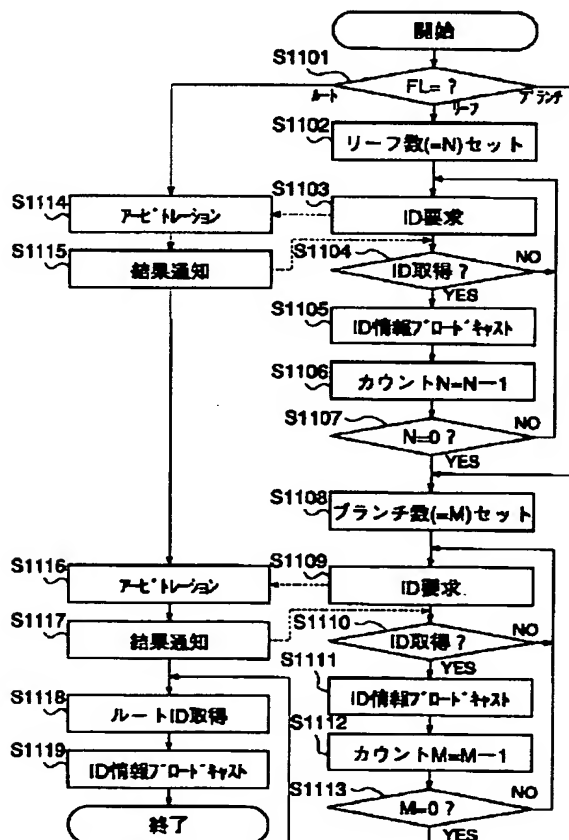 開始
S1101
FL= ?
ルート
リーフ
ブランチ
S1102
リーフ数(=N)セット
S1114
アービトレーション
S1103
ID要求
S1115
結果通知
S1104
ID取得 ?
NO
YES
S1105
ID情報ブロードキャスト
S1106
カウントN=N−1
S1107
N=0 ?
NO
YES
S1108
ブランチ数(=M)セット
S1116
アービトレーション
S1109
ID要求
S1117
結果通知
S1110
ID取得 ?
NO
YES
S1111
ID情報ブロードキャスト
S1118
ルートID取得
S1112
カウントM=M−1
S1119
ID情報ブロードキャスト
S1113
M=0 ?
NO
YES
終了